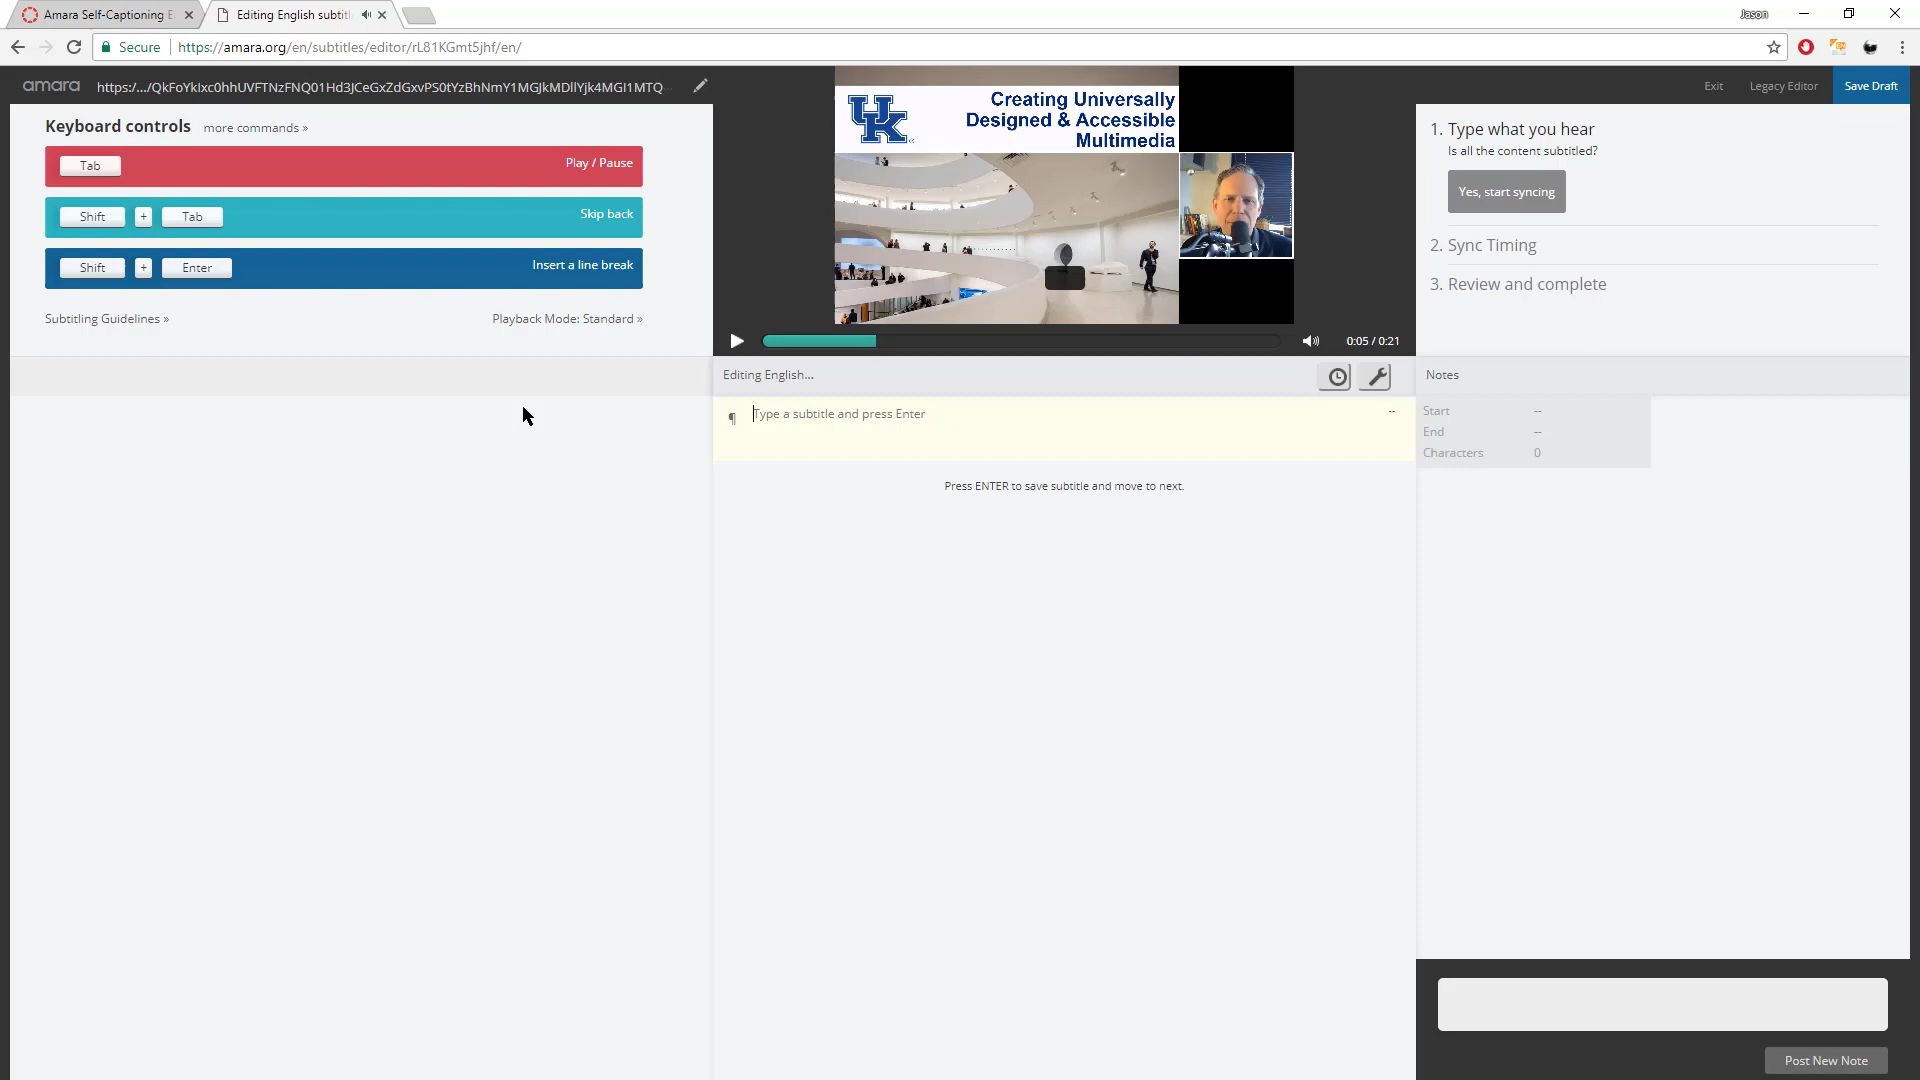 Amara Self-Captioning E
Editing English subtitl
Jason
Secure
https://amara.org/en/subtitles/editor/rL81KGmt5jhf/en/
amara
https:/.../QkFoYkIxc0hhUVFTNzFNQ01Hd3JCeGxZdGxvPS0tYzBhNmY1MGJkMDllYjk4MGI1MTQ
Exit
Legacy Editor
Save Draft
Keyboard controls
more commands »
Tab
Play / Pause
Shift + Tab
Skip back
Shift + Enter
Insert a line break
Subtitling Guidelines »
Playback Mode: Standard »
UK
Creating Universally
Designed & Accessible
Multimedia
0:05 / 0:21
1. Type what you hear
Is all the content subtitled?
Yes, start syncing
2. Sync Timing
3. Review and complete
Editing English...
Notes
¶ Type a subtitle and press Enter --
Press ENTER to save subtitle and move to next.
Start --
End --
Characters 0
Post New Note